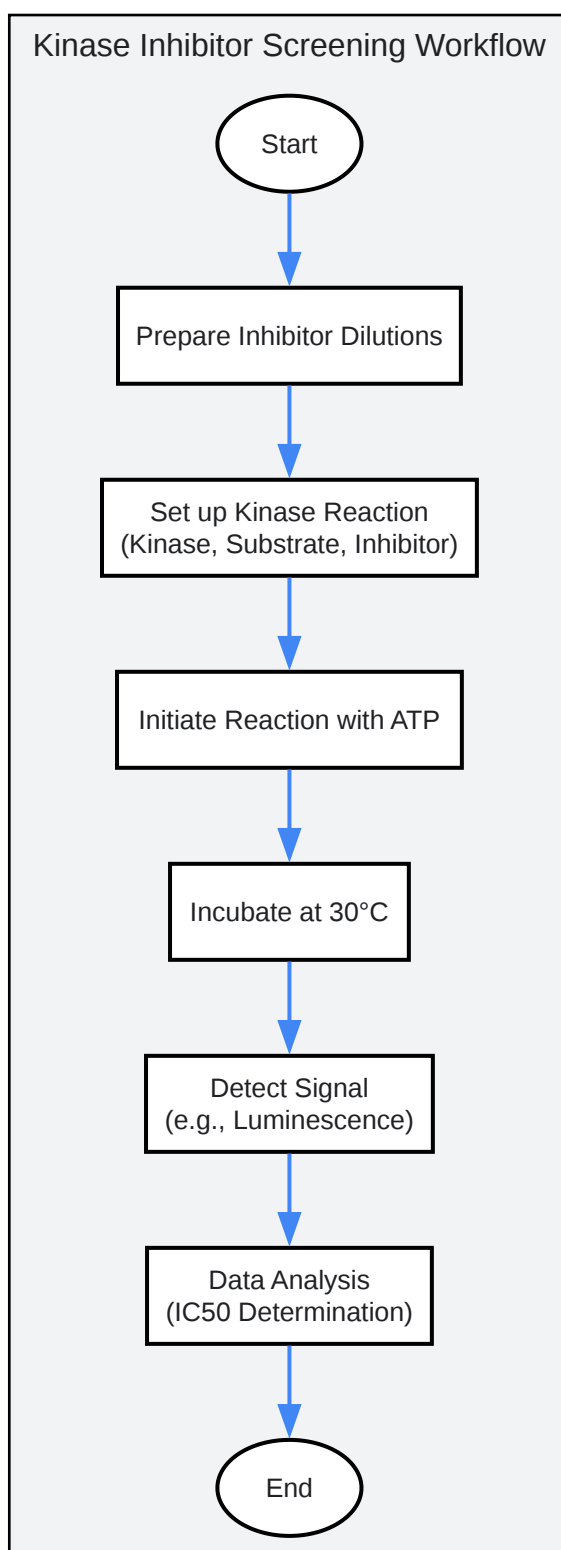 Kinase Inhibitor Screening Workflow
Start
Prepare Inhibitor Dilutions
Set up Kinase Reaction
(Kinase, Substrate, Inhibitor)
Initiate Reaction with ATP
Incubate at 30°C
Detect Signal
(e.g., Luminescence)
Data Analysis
(IC50 Determination)
End